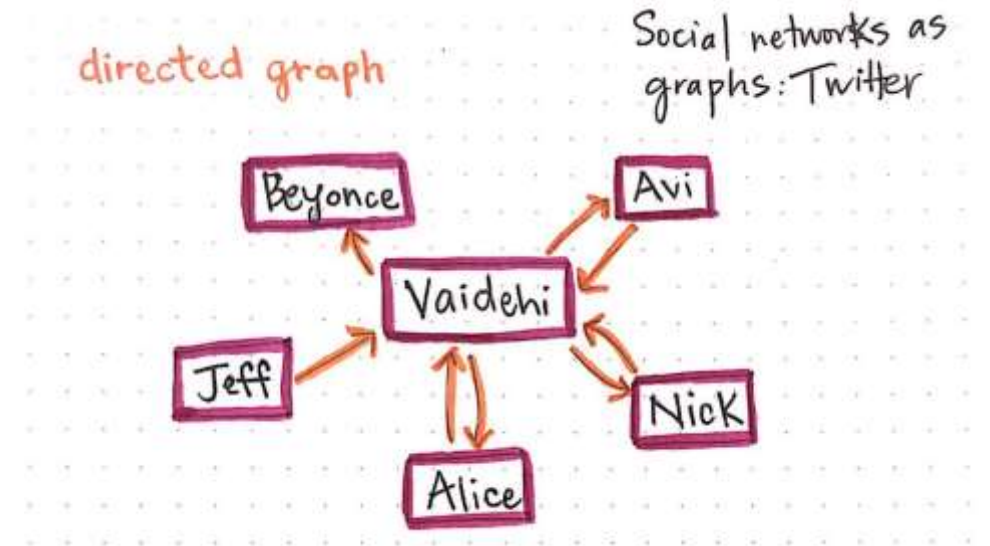 directed graph
Social networks as
graphs: Twitter
Beyonce
Avi
Vaidehi
Jeff
Nick
Alice